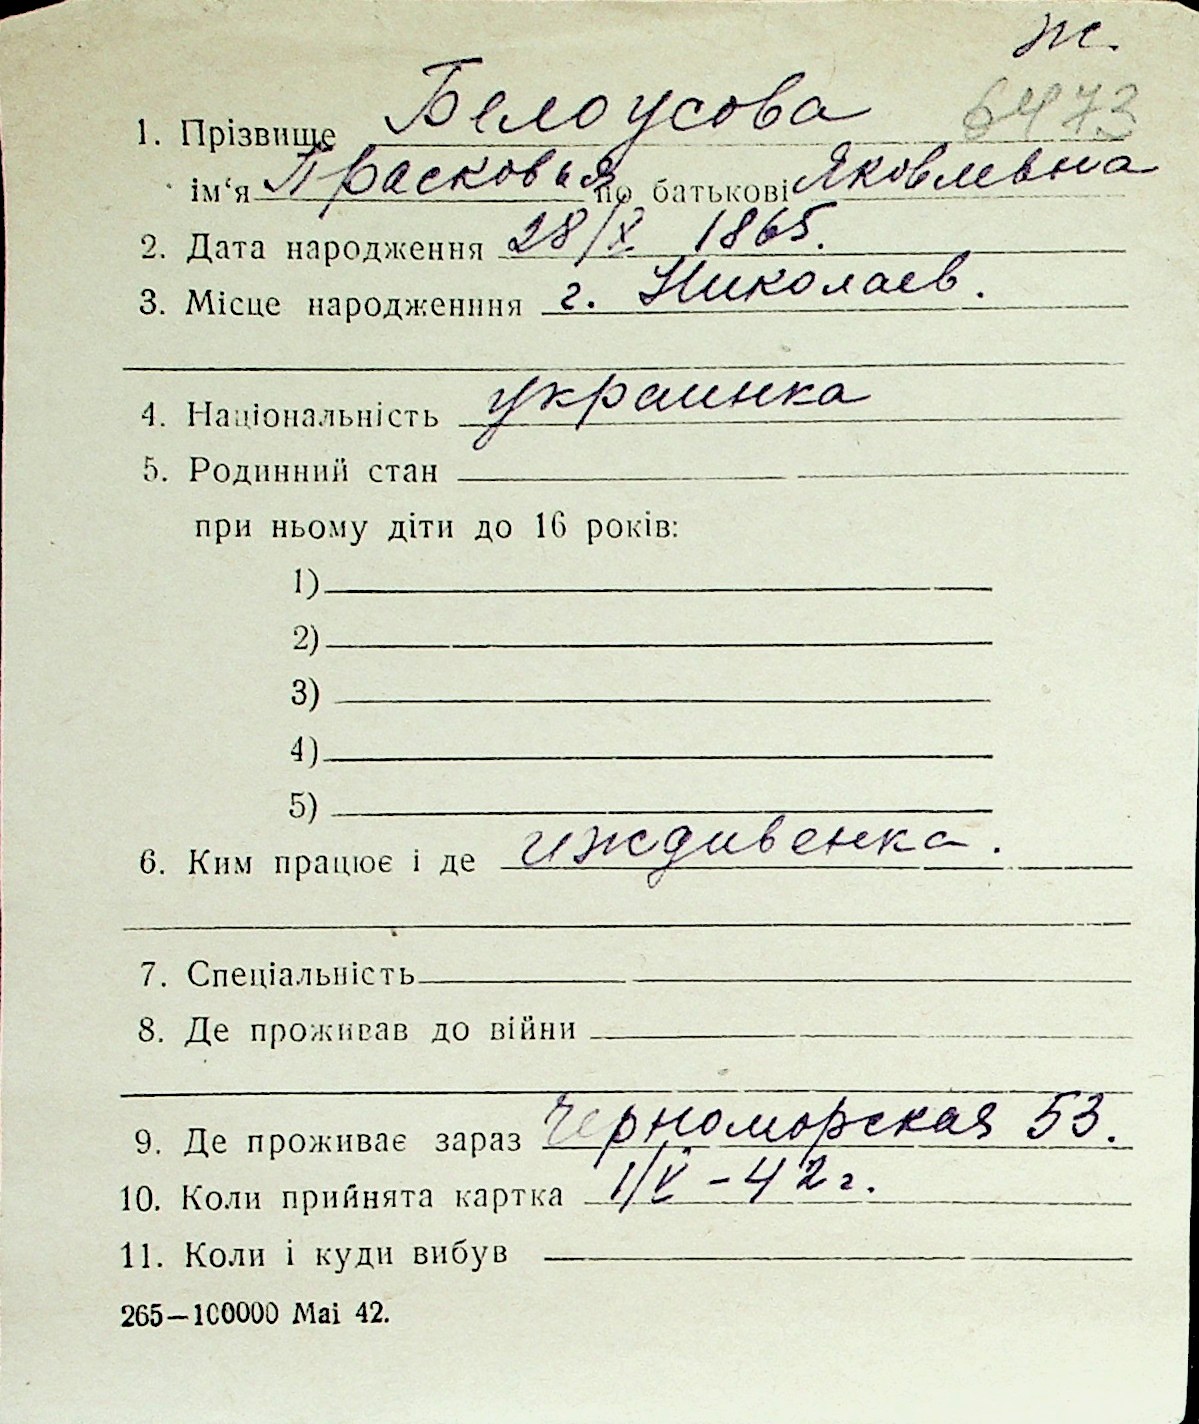 ж.
6473
1. Прізвище Белоусова
ім‘я Прасковья по батькові Яковлевна
2. Дата народження 28/X 1865.
3. Місце народженння г. Николаев.
4. Національність украинка
5. Родинний стан
при ньому діти до 16 років:
1)
2)
3)
4)
5)
6. Ким працює і де иждивенка.
7. Спеціальність
8. Де проживав до війни
9. Де проживає зараз Черноморская 53.
10. Коли прийнята картка 1/V – 42 г.
11. Коли і куди вибув
265—100000 Mai 42.